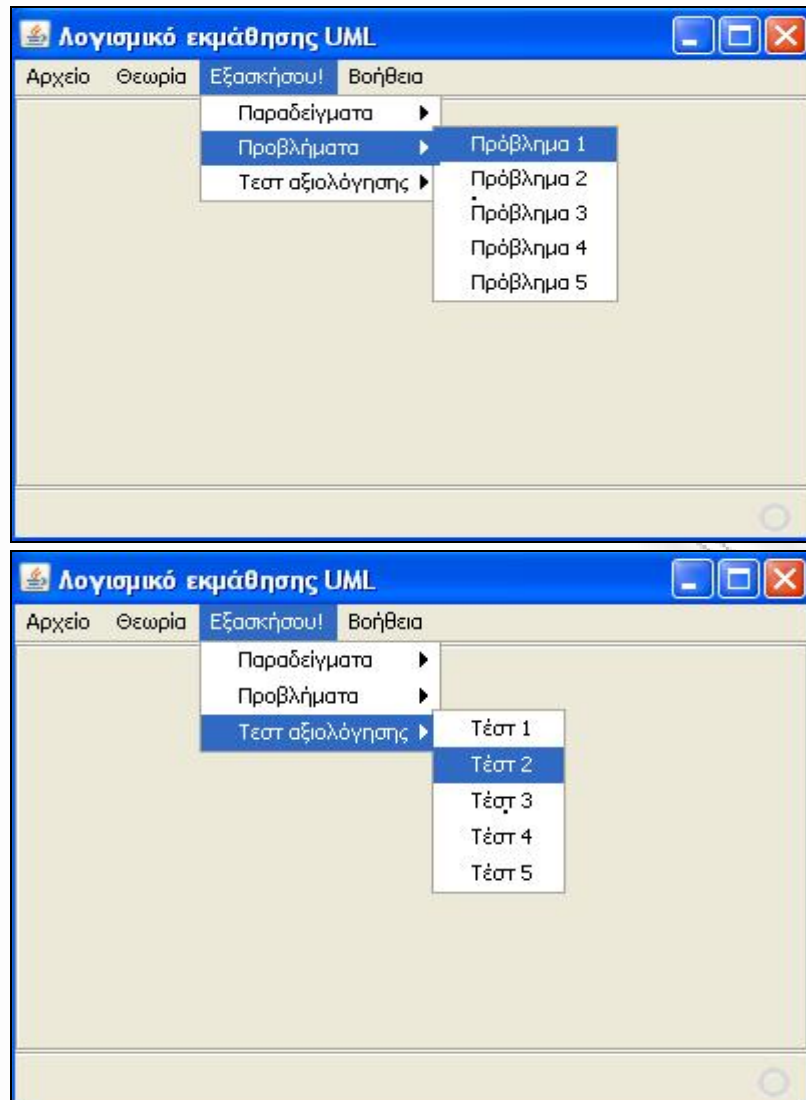 Λογισμικό εκμάθησης UML
Αρχείο Θεωρία Εξασκήσου! Βοήθεια
Παραδείγματα
Προβλήματα
Τεστ αξιολόγησης
Πρόβλημα 1
Πρόβλημα 2
Πρόβλημα 3
Πρόβλημα 4
Πρόβλημα 5
Λογισμικό εκμάθησης UML
Αρχείο Θεωρία Εξασκήσου! Βοήθεια
Παραδείγματα
Προβλήματα
Τεστ αξιολόγησης
Τέστ 1
Τέστ 2
Τέστ 3
Τέστ 4
Τέστ 5